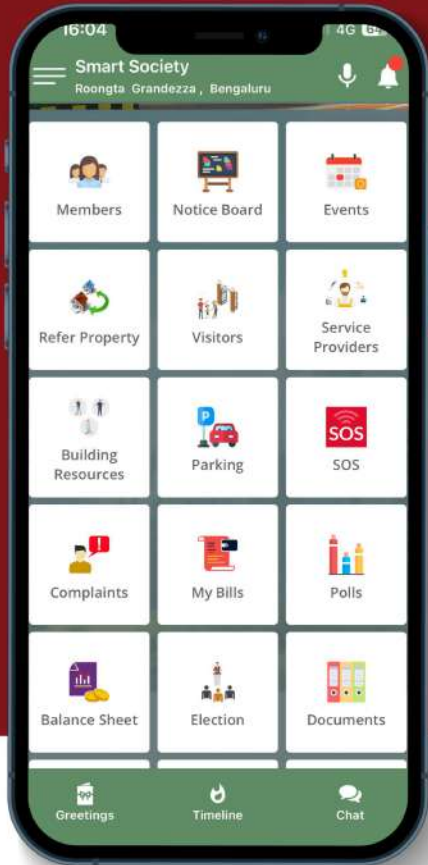 16:04
4G 64
Smart Society
Roongta Grandezza , Bengaluru
Members
Notice Board
Events
Refer Property
Visitors
Service
Providers
Building
Resources
P
Parking
SOS
SOS
Complaints
My Bills
Polls
Balance Sheet
Election
Documents
Greetings
Timeline
Chat